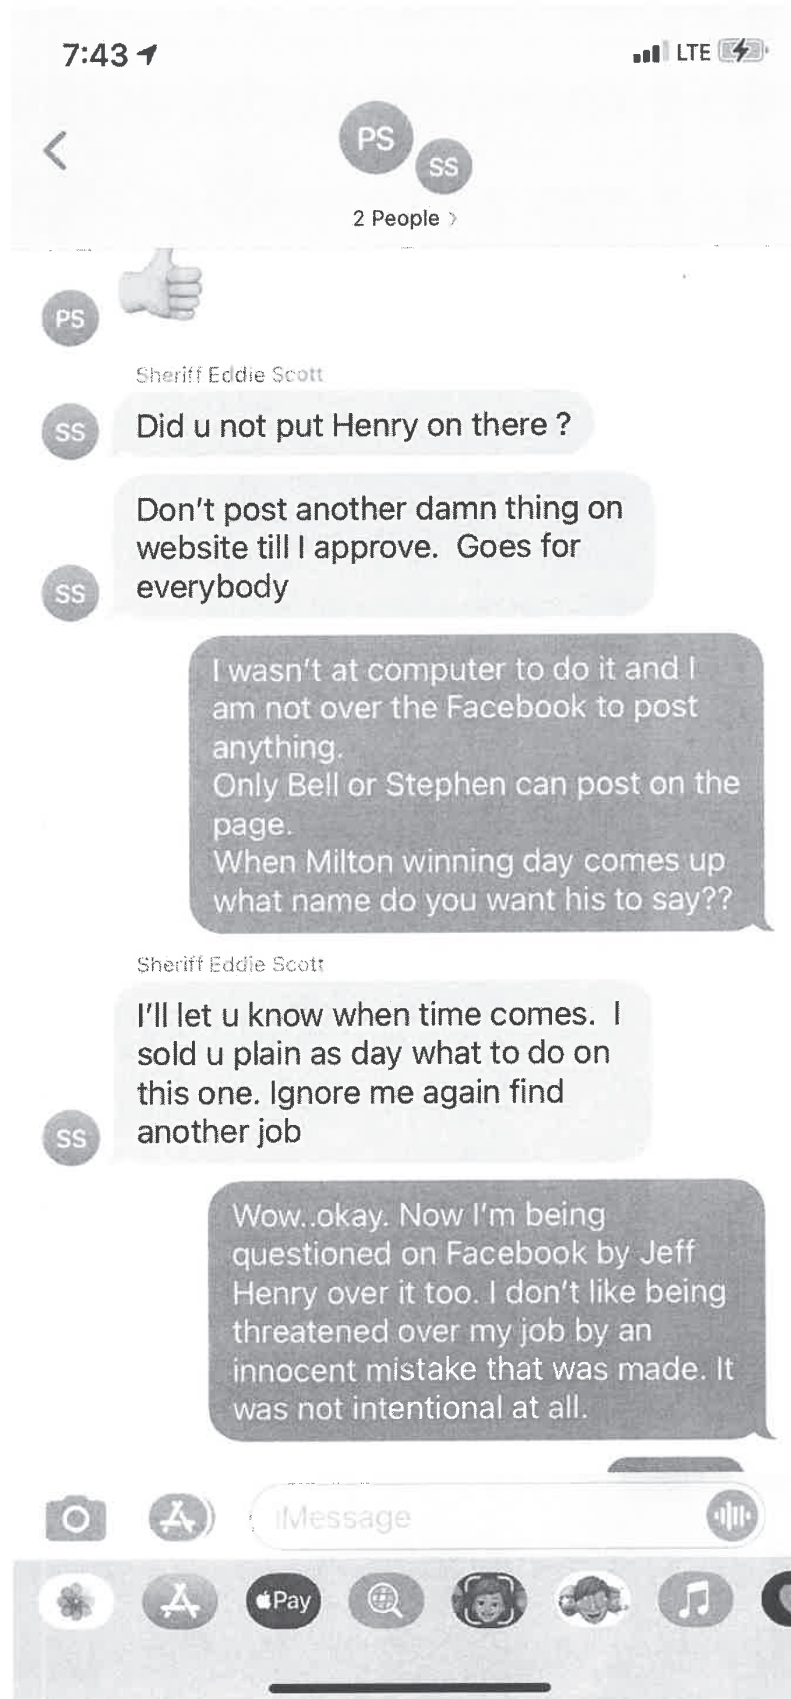 7:43
LTE
PS
SS
2 People >
PS
Sheriff Eddie Scott
SS
Did u not put Henry on there ?
Don't post another damn thing on
website till I approve.  Goes for
everybody
SS
I wasn't at computer to do it and I
am not over the Facebook to post
anything.
Only Bell or Stephen can post on the
page.
When Milton winning day comes up
what name do you want his to say??
Sheriff Eddie Scott
I'll let u know when time comes.  I
sold u plain as day what to do on
this one. Ignore me again find
another job
SS
Wow..okay. Now I'm being
questioned on Facebook by Jeff
Henry over it too. I don't like being
threatened over my job by an
innocent mistake that was made. It
was not intentional at all.
iMessage
Pay